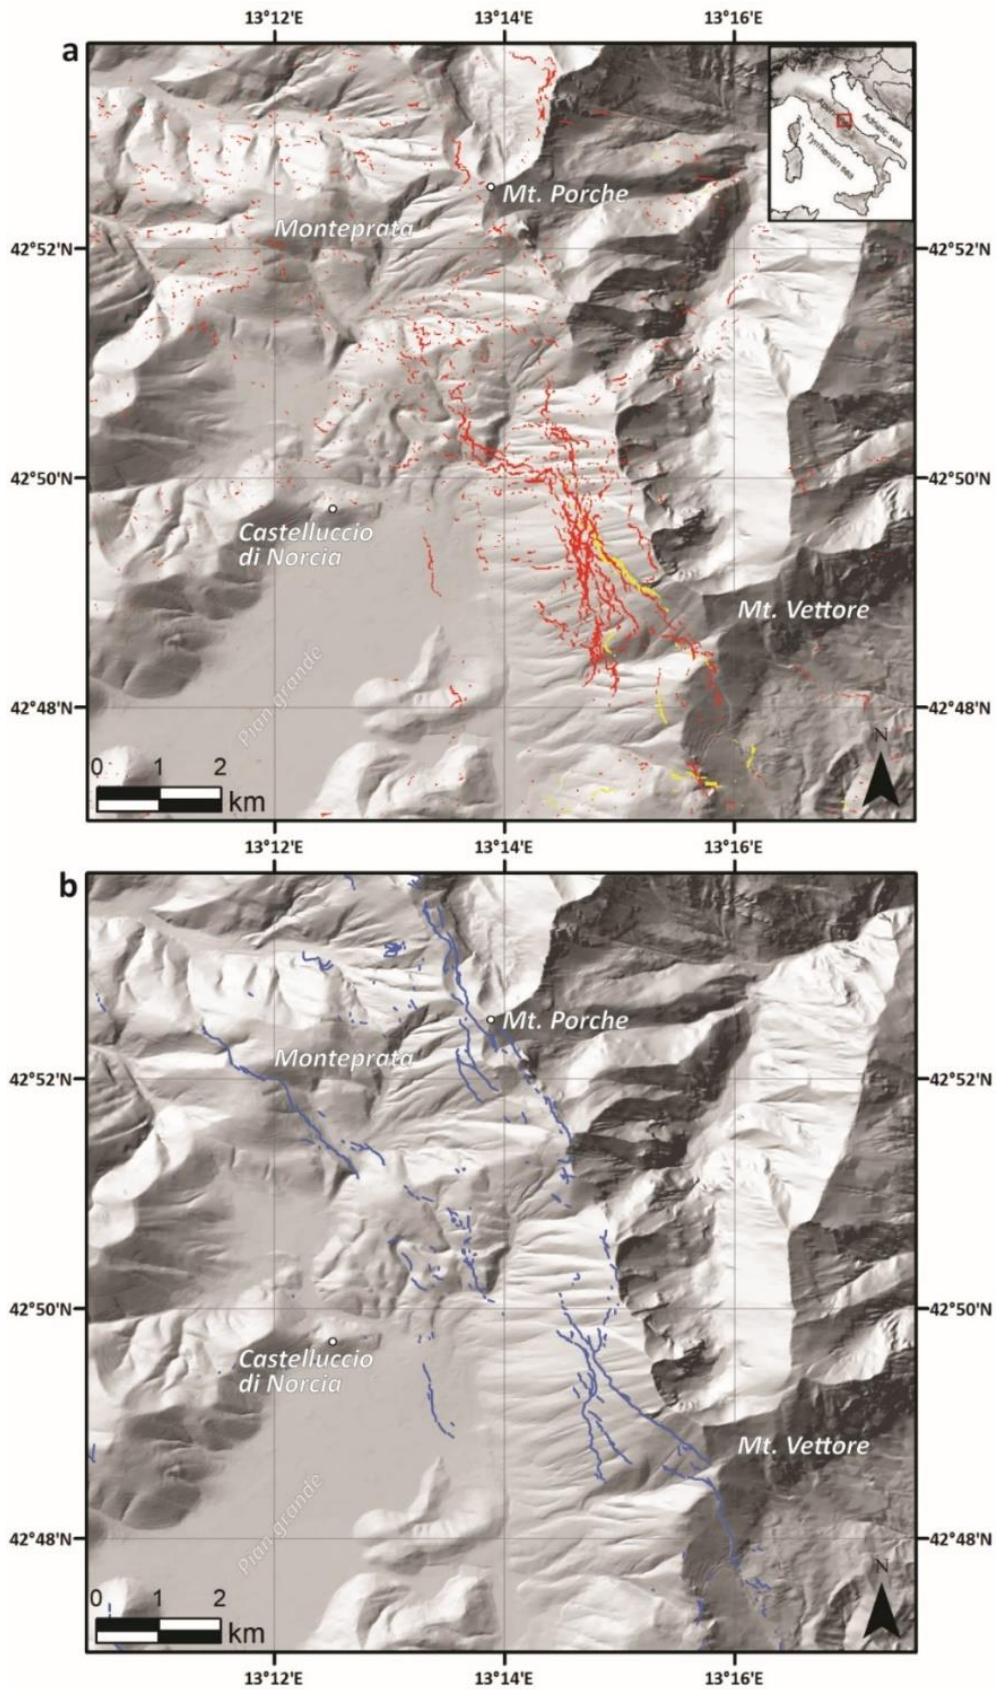 13°12'E 13°14'E 13°16'E
a
Apennines
Adriatic sea
Tyrrhenian sea
Mt. Porche
Monteprata
42°52'N 42°52'N
42°50'N 42°50'N
Castelluccio
di Norcia
Mt. Vettore
Pian grande
42°48'N 42°48'N
N
0 1 2
km
13°12'E 13°14'E 13°16'E
b
Mt. Porche
Monteprata
42°52'N 42°52'N
42°50'N 42°50'N
Castelluccio
di Norcia
Mt. Vettore
Pian grande
42°48'N 42°48'N
N
0 1 2
km
13°12'E 13°14'E 13°16'E